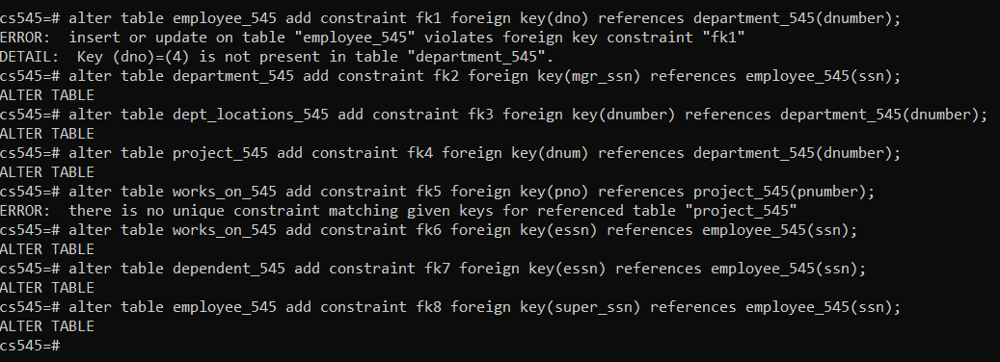 cs545=# alter table employee_545 add constraint fk1 foreign key(dno) references department_545(dnumber);
ERROR:  insert or update on table "employee_545" violates foreign key constraint "fk1"
DETAIL:  Key (dno)=(4) is not present in table "department_545".
cs545=# alter table department_545 add constraint fk2 foreign key(mgr_ssn) references employee_545(ssn);
ALTER TABLE
cs545=# alter table dept_locations_545 add constraint fk3 foreign key(dnumber) references department_545(dnumber);
ALTER TABLE
cs545=# alter table project_545 add constraint fk4 foreign key(dnum) references department_545(dnumber);
ALTER TABLE
cs545=# alter table works_on_545 add constraint fk5 foreign key(pno) references project_545(pnumber);
ERROR:  there is no unique constraint matching given keys for referenced table "project_545"
cs545=# alter table works_on_545 add constraint fk6 foreign key(essn) references employee_545(ssn);
ALTER TABLE
cs545=# alter table dependent_545 add constraint fk7 foreign key(essn) references employee_545(ssn);
ALTER TABLE
cs545=# alter table employee_545 add constraint fk8 foreign key(super_ssn) references employee_545(ssn);
ALTER TABLE
cs545=#